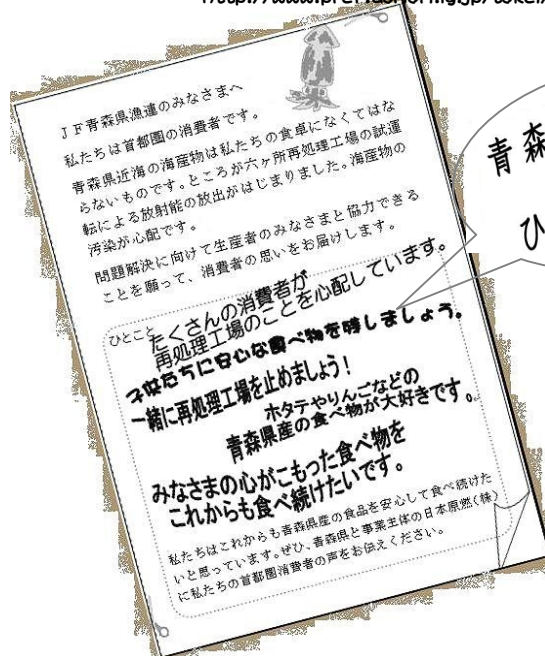 ＪＦ青森県漁連のみなさまへ
私たちは首都圏の消費者です。
青森県近海の海産物は私たちの食卓になくてはな
らないものです。ところが六ヶ所再処理工場の試運
転による放射能の放出がはじまりました。海産物の
汚染が心配です。
問題解決に向けて生産者のみなさまと協力できる
ことを願って、消費者の思いをお届けします。
ひとこと
たくさんの消費者が
再処理工場のことを心配しています。
子供たちに安心な食べ物を残しましょう。
一緒に再処理工場を止めましょう！
ホタテやりんごなどの
青森県産の食べ物が大好きです。
みなさまの心がこもった食べ物を
これからも食べ続けたいです。
私たちはこれからも青森県産の食品を安心して食べ続けた
いと思っています。ぜひ、青森県と事業主体の日本原燃(株)
に私たちの首都圏消費者の声をお伝えください。
青森
ひ